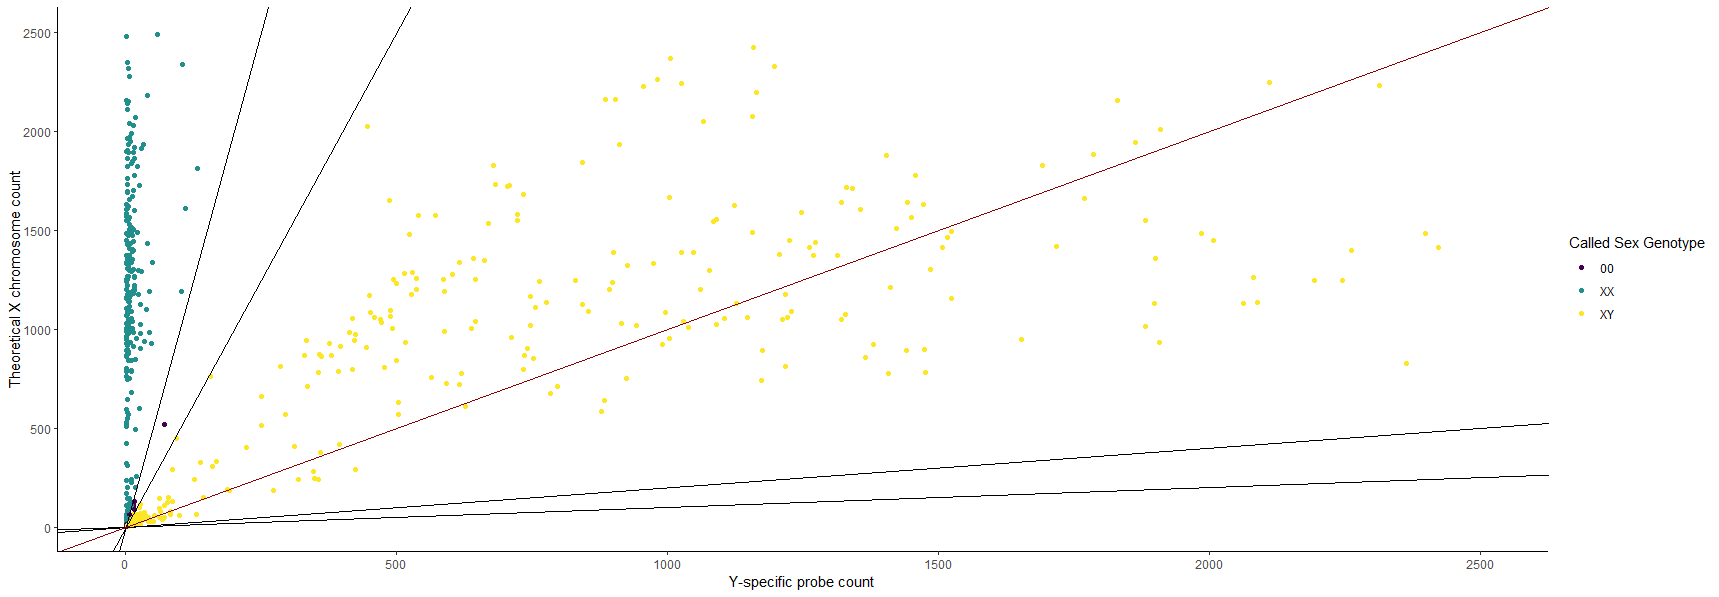 2500
2000
1500
1000
500
0
Theoretical X chromosome count
0
500
1000
1500
2000
2500
Y-specific probe count
Called Sex Genotype
00
XX
XY